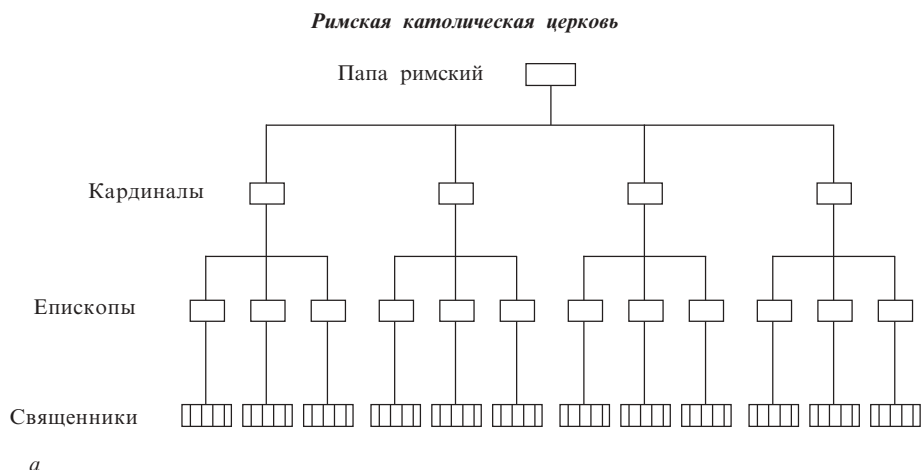 Римская католическая церковь
Папа римский
Кардиналы
Епископы
Священники
а